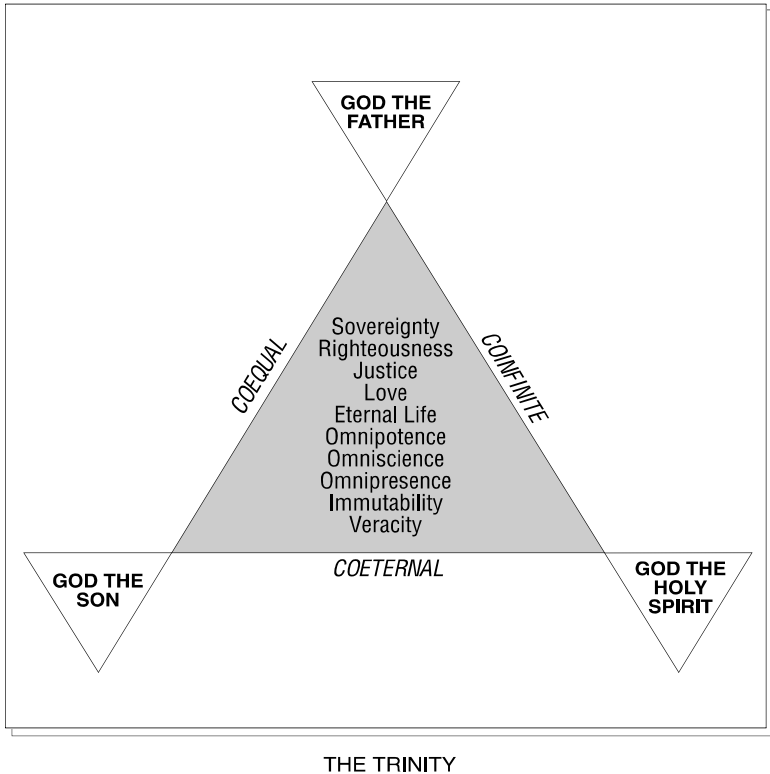 GOD THE
FATHER
COEQUAL
COINFINITE
Sovereignty
Righteousness
Justice
Love
Eternal Life
Omnipotence
Omniscience
Omnipresence
Immutability
Veracity
COETERNAL
GOD THE
SON
GOD THE
HOLY
SPIRIT
THE TRINITY